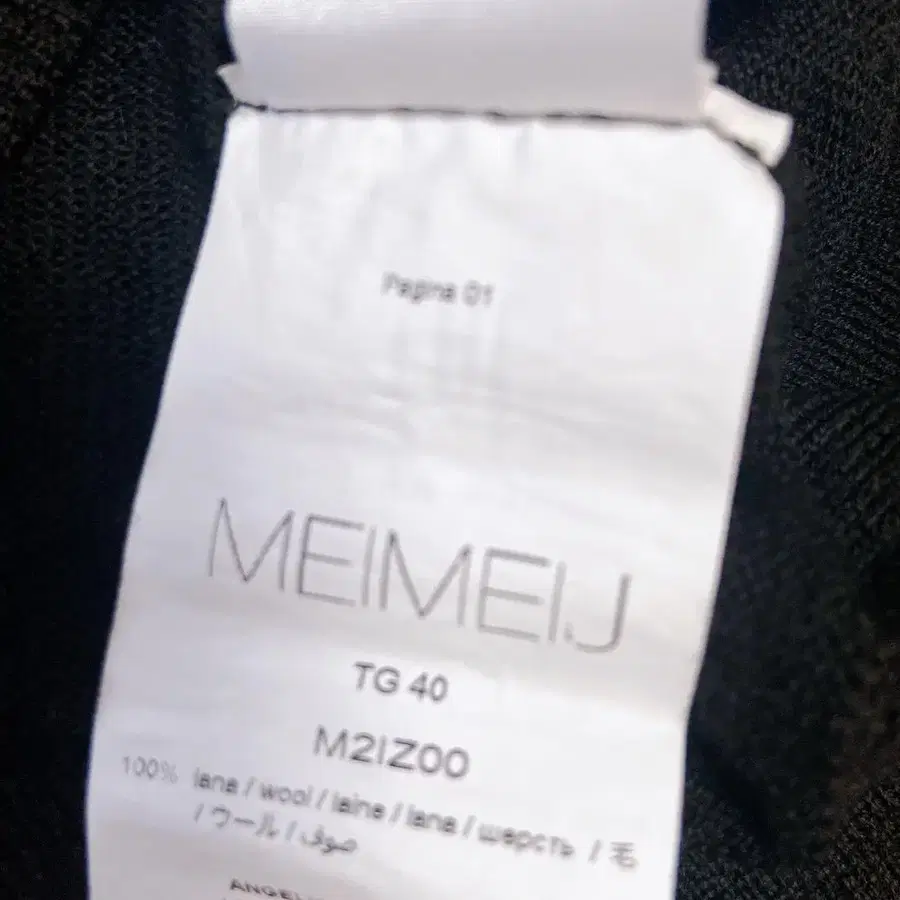 Pagina 01
MEIMEIJ
TG 40
M2IZ00
100% lana / wool / laine / lana / шерсть / 毛
/ ウール / صوف